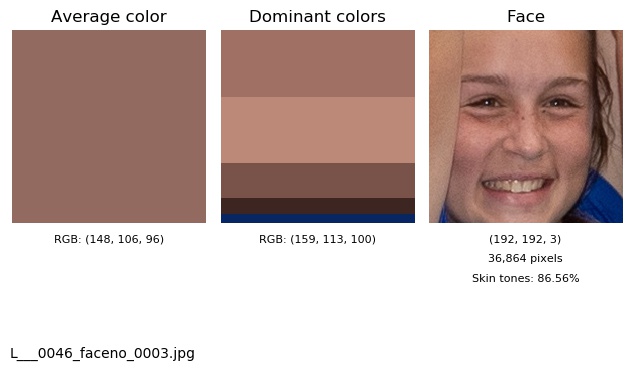 Average color
Dominant colors
Face
RGB: (148, 106, 96)
RGB: (159, 113, 100)
(192, 192, 3)
36,864 pixels
Skin tones: 86.56%
L___0046_faceno_0003.jpg